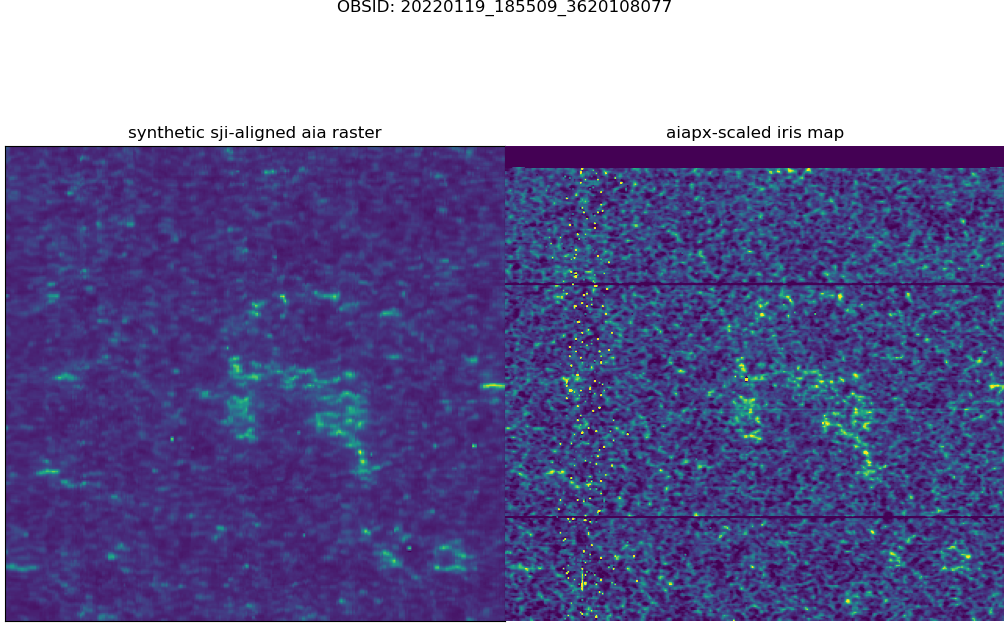 OBSID: 20220119_185509_3620108077
synthetic sji-aligned aia raster
aiapx-scaled iris map